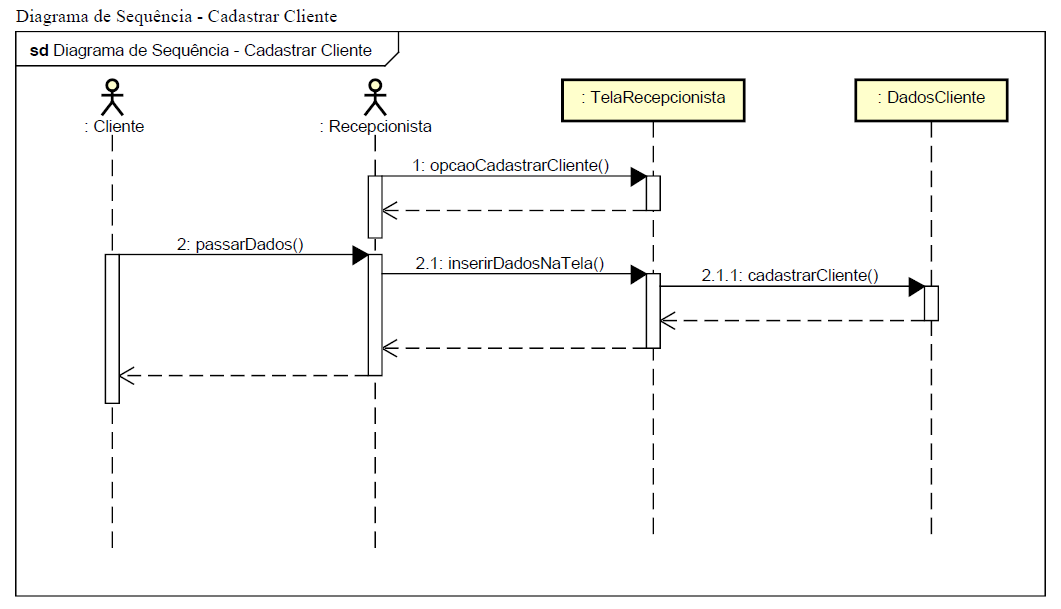 Diagrama de Sequência - Cadastrar Cliente
sd Diagrama de Sequência - Cadastrar Cliente
: Cliente
: Recepcionista
: TelaRecepcionista
: DadosCliente
1: opcaoCadastrarCliente()
2: passarDados()
2.1: inserirDadosNaTela()
2.1.1: cadastrarCliente()